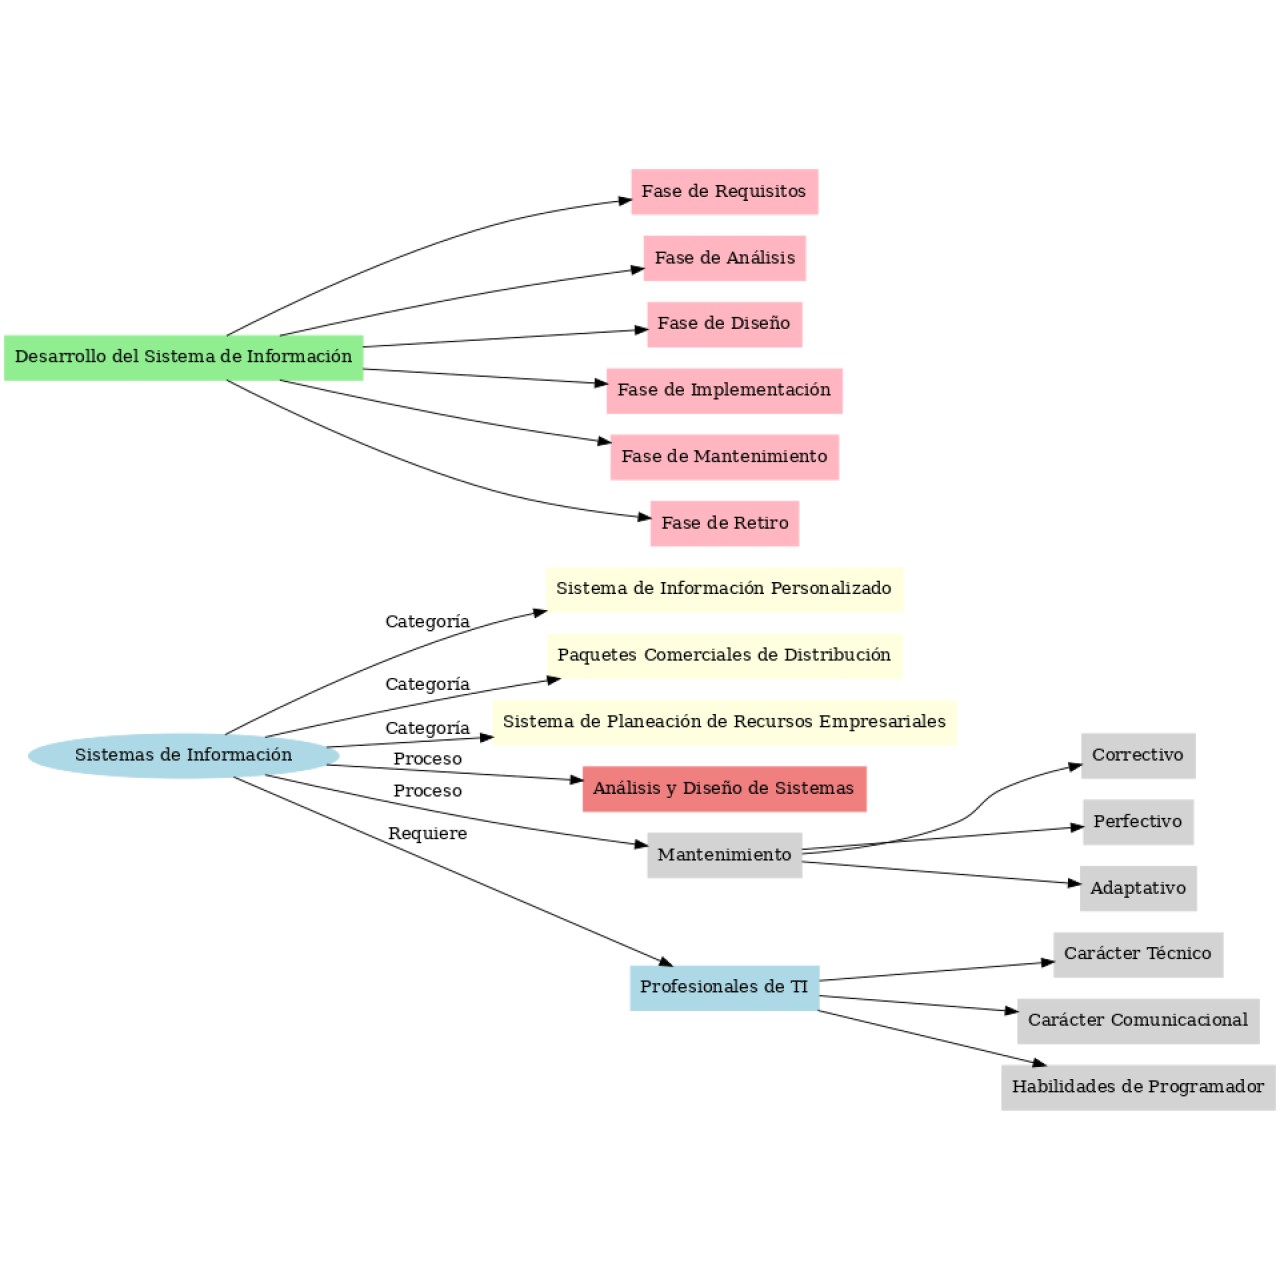 Fase de Requisitos
Fase de Análisis
Fase de Diseño
Desarrollo del Sistema de Información
Fase de Implementación
Fase de Mantenimiento
Fase de Retiro
Sistema de Información Personalizado
Categoría
Paquetes Comerciales de Distribución
Categoría
Sistema de Planeación de Recursos Empresariales
Categoría
Sistemas de Información
Proceso
Análisis y Diseño de Sistemas
Proceso
Requiere
Mantenimiento
Correctivo
Perfectivo
Adaptativo
Profesionales de TI
Carácter Técnico
Carácter Comunicacional
Habilidades de Programador